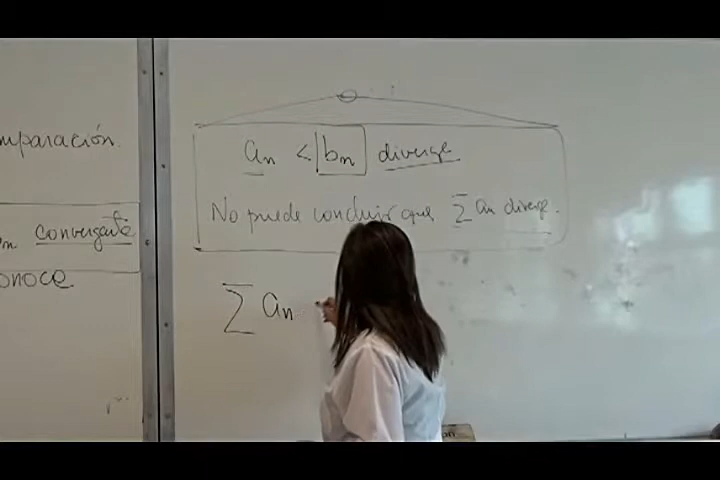 mparación.
n convergente
onoce
an < bn diverge
No puede concluir que Σ an diverge.
Σ an